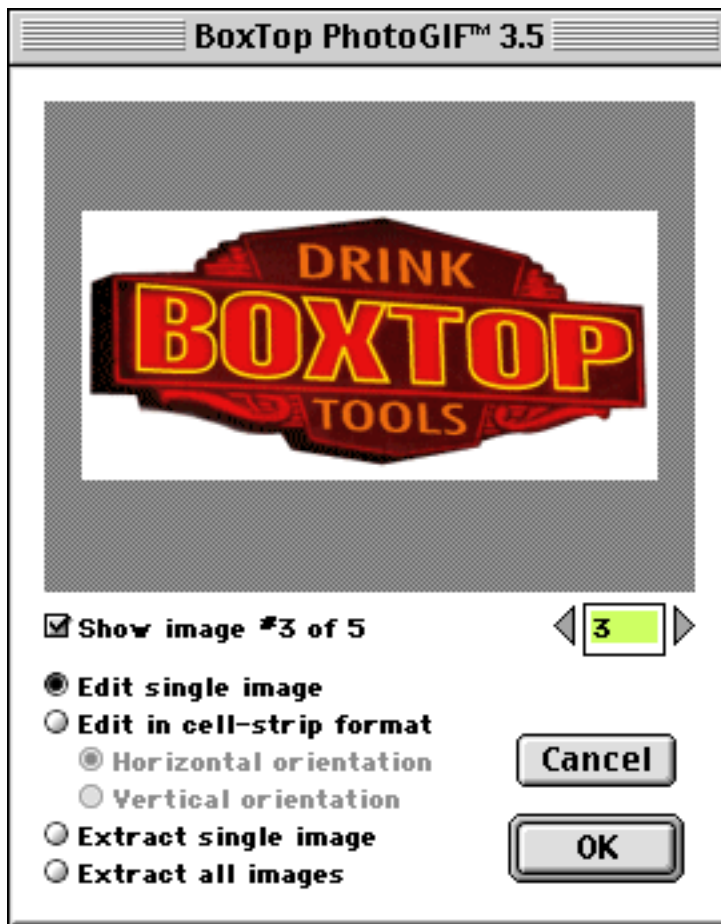 BoxTop PhotoGIF™ 3.5
DRINK
BOXTOP
TOOLS
Show image #3 of 5
3
Edit single image
Edit in cell-strip format
Horizontal orientation
Vertical orientation
Cancel
Extract single image
OK
Extract all images